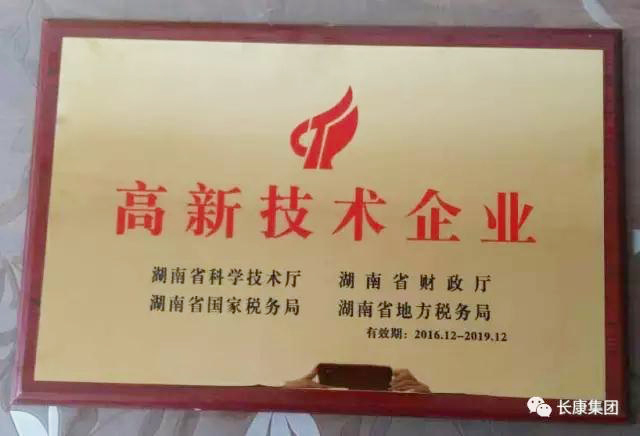 高新技术企业
湖南省科学技术厅 湖南省财政厅
湖南省国家税务局 湖南省地方税务局
有效期：2016.12-2019.12
长康集团